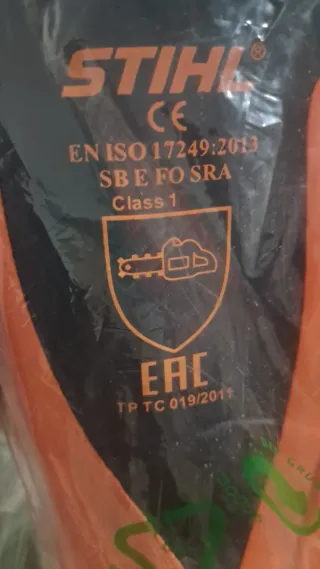 STIHL®
CE
EN ISO 17249:2013
SB E FO SRA
Class 1
EAC
TP TC 019/2011